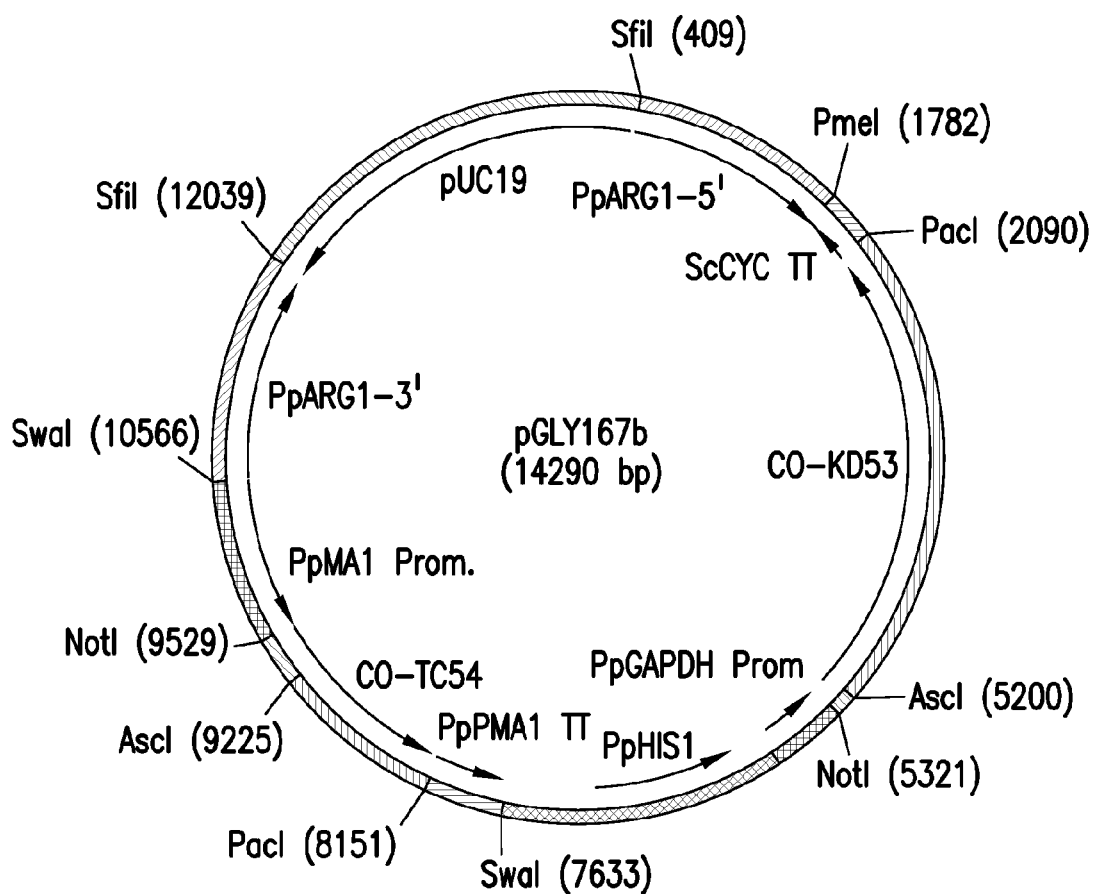 SfiI (409)
PmeI (1782)
pUC19
PpARG1-5'
SfiI (12039)
PacI (2090)
ScCYC TT
PpARG1-3'
SwaI (10566)
pGLY167b
(14290 bp)
CO-KD53
PpMA1 Prom.
NotI (9529)
PpGAPDH Prom
CO-TC54
AscI (5200)
AscI (9225)
PpPMA1 TT
PpHIS1
NotI (5321)
PacI (8151)
SwaI (7633)